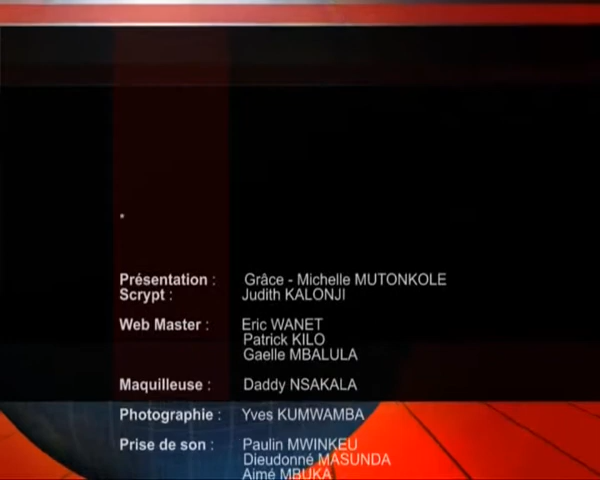 Présentation : Grâce - Michelle MUTONKOLE
Scrypt : Judith KALONJI
Web Master : Eric WANET
Patrick KILO
Gaelle MBALULA
Maquilleuse : Daddy NSAKALA
Photographie : Yves KUMWAMBA
Prise de son : Paulin MWINKEU
Dieudonné MASUNDA
Aimé MBUKA